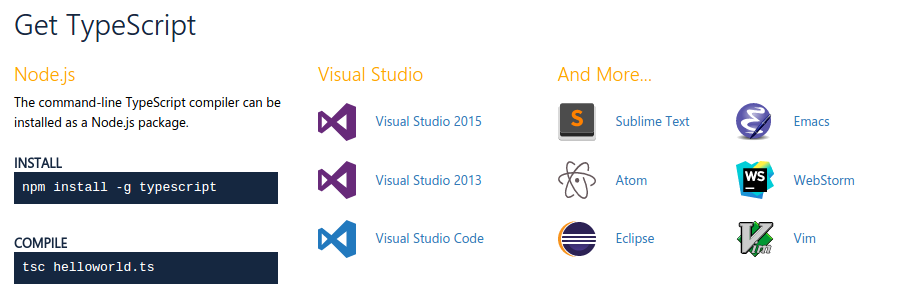 Get TypeScript
Node.js
The command-line TypeScript compiler can be
installed as a Node.js package.
INSTALL
npm install -g typescript
COMPILE
tsc helloworld.ts
Visual Studio
Visual Studio 2015
Visual Studio 2013
Visual Studio Code
And More...
S
Sublime Text
Emacs
Atom
WS
WebStorm
Eclipse
Vim
Vim